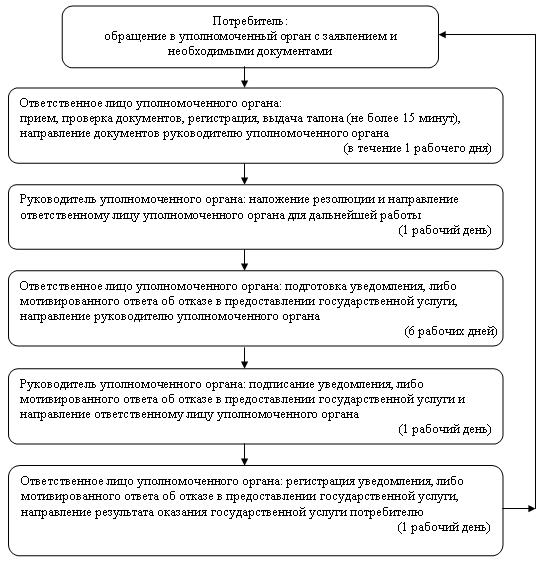 Потребитель:
обращение в уполномоченный орган с заявлением и
необходимыми документами
Ответственное лицо уполномоченного органа:
прием, проверка документов, регистрация, выдача талона (не более 15 минут),
направление документов руководителю уполномоченного органа
(в течение 1 рабочего дня)
Руководитель уполномоченного органа: наложение резолюции и направление
ответственному лицу уполномоченного органа для дальнейшей работы
(1 рабочий день)
Ответственное лицо уполномоченного органа: подготовка уведомления, либо
мотивированного ответа об отказе в предоставлении государственной услуги,
направление руководителю уполномоченного органа
(6 рабочих дней)
Руководитель уполномоченного органа: подписание уведомления, либо
мотивированного ответа об отказе в предоставлении государственной услуги и
направление ответственному лицу уполномоченного органа
(1 рабочий день)
Ответственное лицо уполномоченного органа: регистрация уведомления, либо
мотивированного ответа об отказе в предоставлении государственной услуги,
направление результата оказания государственной услуги потребителю
(1 рабочий день)